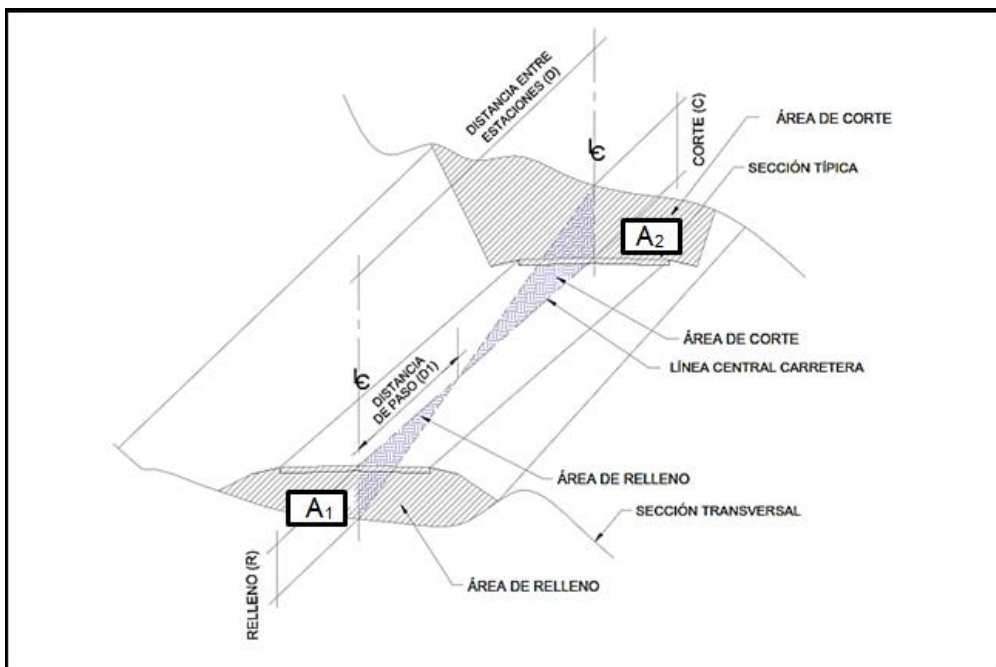 DISTANCIA ENTRE
ESTACIONES (D)
CORTE (C)
ÁREA DE CORTE
SECCIÓN TÍPICA
A₂
ÁREA DE CORTE
LÍNEA CENTRAL CARRETERA
DISTANCIA
DE PASO (D1)
ÁREA DE RELLENO
A₁
SECCIÓN TRANSVERSAL
ÁREA DE RELLENO
RELLENO (R)